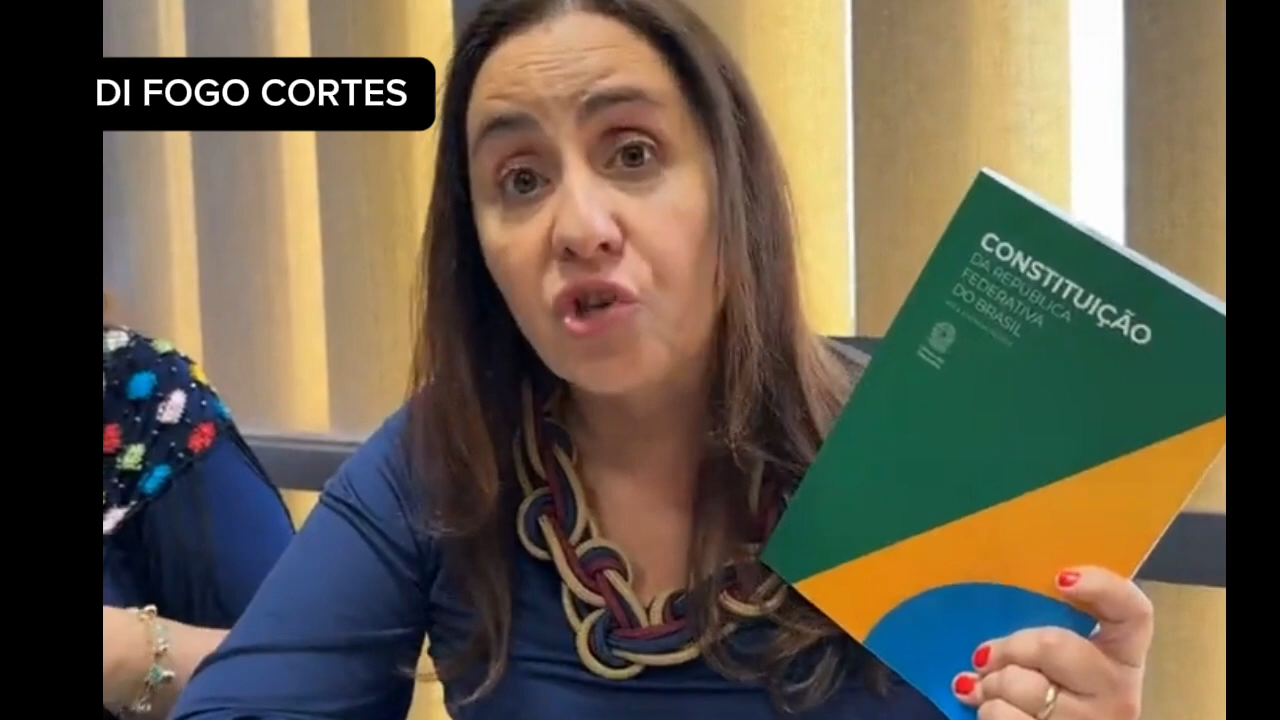 DI FOGO CORTES
CONSTITUIÇÃO
DA REPÚBLICA
FEDERATIVA
DO BRASIL